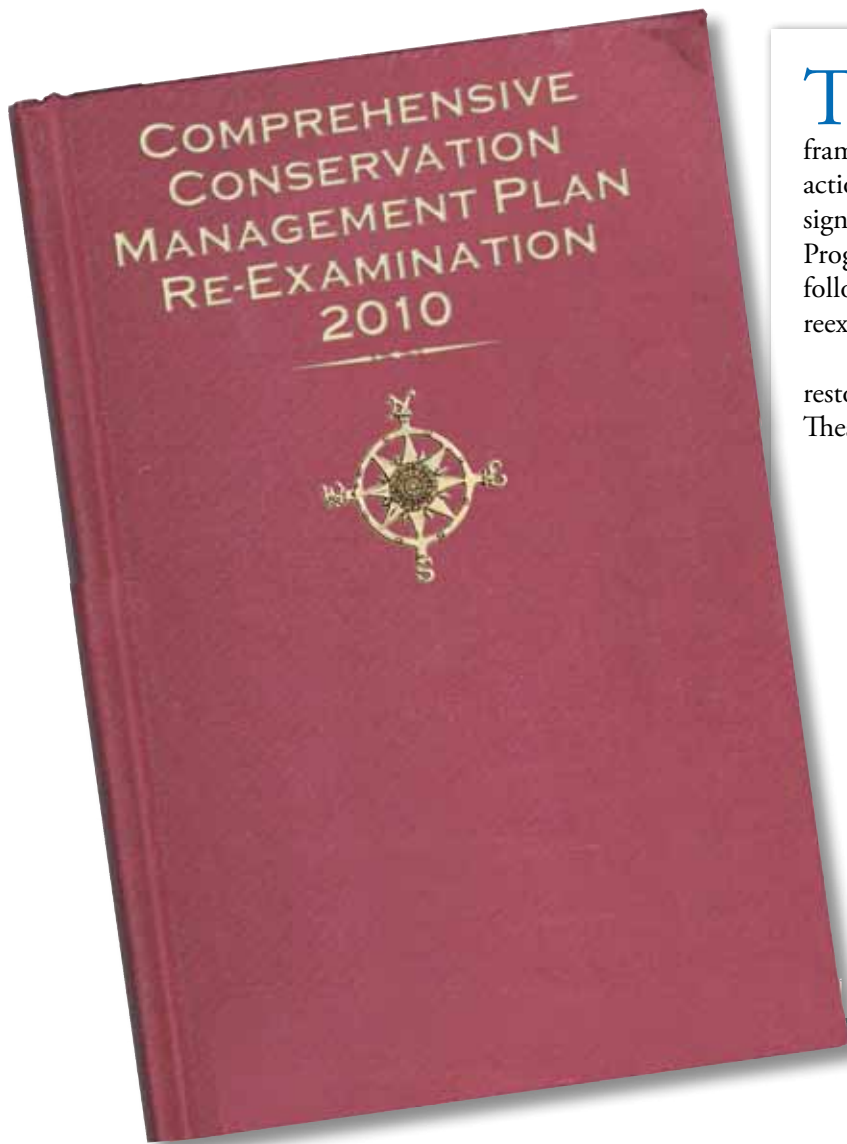 COMPREHENSIVE
CONSERVATION
MANAGEMENT PLAN
RE-EXAMINATION
2010
N
W E
S
T
fram
actio
sign
Prog
follo
reex
resto
Thes